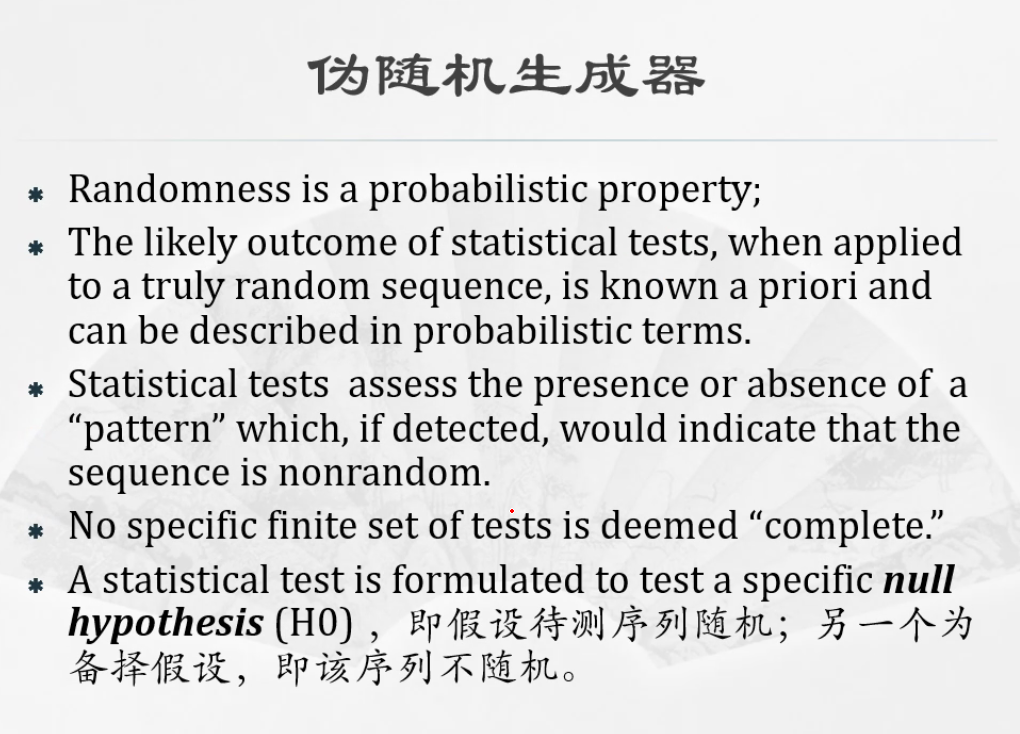 伪随机生成器
Randomness is a probabilistic property;
The likely outcome of statistical tests, when applied
to a truly random sequence, is known a priori and
can be described in probabilistic terms.
Statistical tests  assess the presence or absence of  a
“pattern” which, if detected, would indicate that the
sequence is nonrandom.
No specific finite set of tests is deemed “complete.”
A statistical test is formulated to test a specific null
hypothesis (H0) ，即假设待测序列随机；另一个为
备择假设，即该序列不随机。